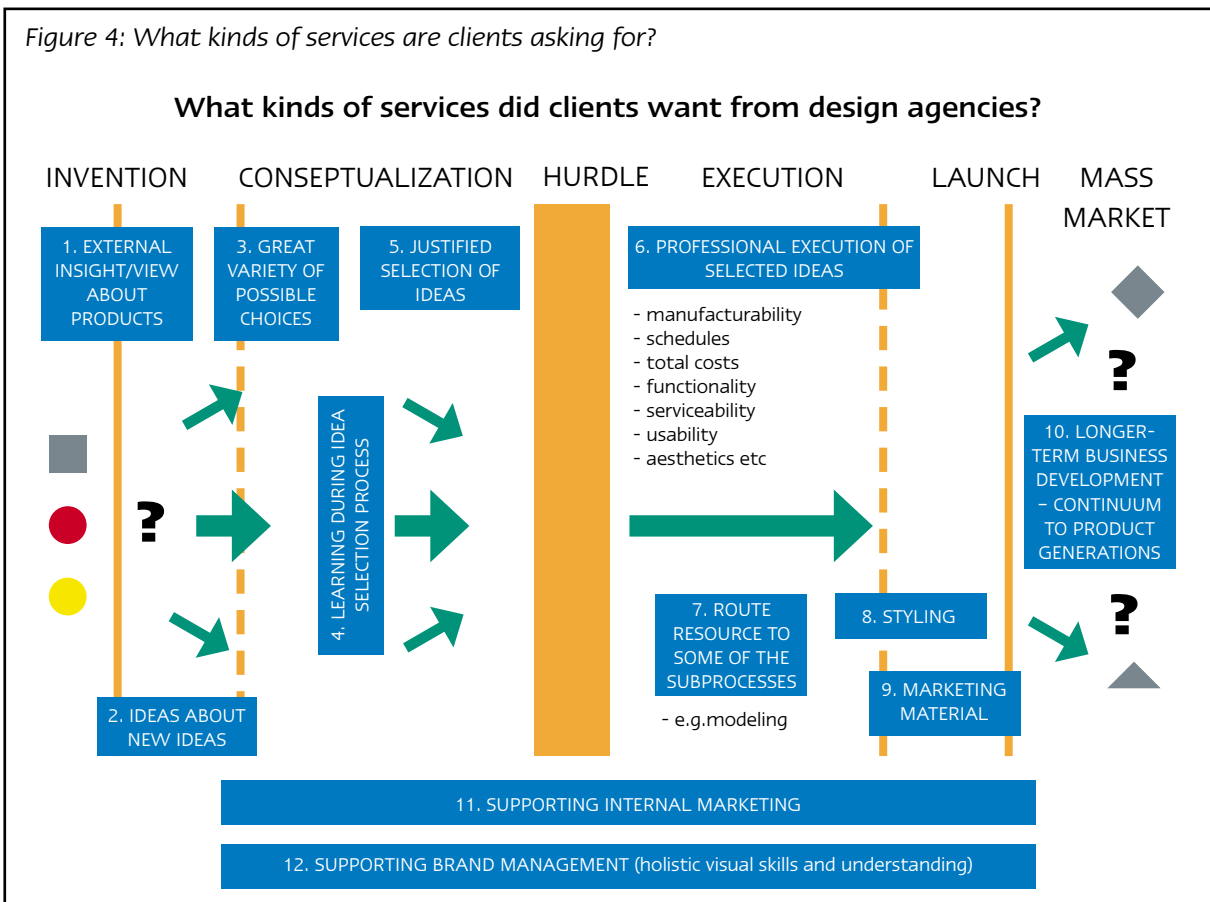 Figure 4: What kinds of services are clients asking for?
What kinds of services did clients want from design agencies?
INVENTION
CONSEPTUALIZATION
HURDLE
EXECUTION
LAUNCH
MASS
MARKET
1. EXTERNAL
INSIGHT/VIEW
ABOUT
PRODUCTS
3. GREAT
VARIETY OF
POSSIBLE
CHOICES
5. JUSTIFIED
SELECTION OF
IDEAS
6. PROFESSIONAL EXECUTION OF
SELECTED IDEAS
- manufacturability
- schedules
- total costs
- functionality
- serviceability
- usability
- aesthetics etc
?
4. LEARNING DURING IDEA
SELECTION PROCESS
?
10. LONGER-
TERM BUSINESS
DEVELOPMENT
– CONTINUUM
TO PRODUCT
GENERATIONS
?
2. IDEAS ABOUT
NEW IDEAS
7. ROUTE
RESOURCE TO
SOME OF THE
SUBPROCESSES
- e.g.modeling
8. STYLING
9. MARKETING
MATERIAL
11. SUPPORTING INTERNAL MARKETING
12. SUPPORTING BRAND MANAGEMENT (holistic visual skills and understanding)